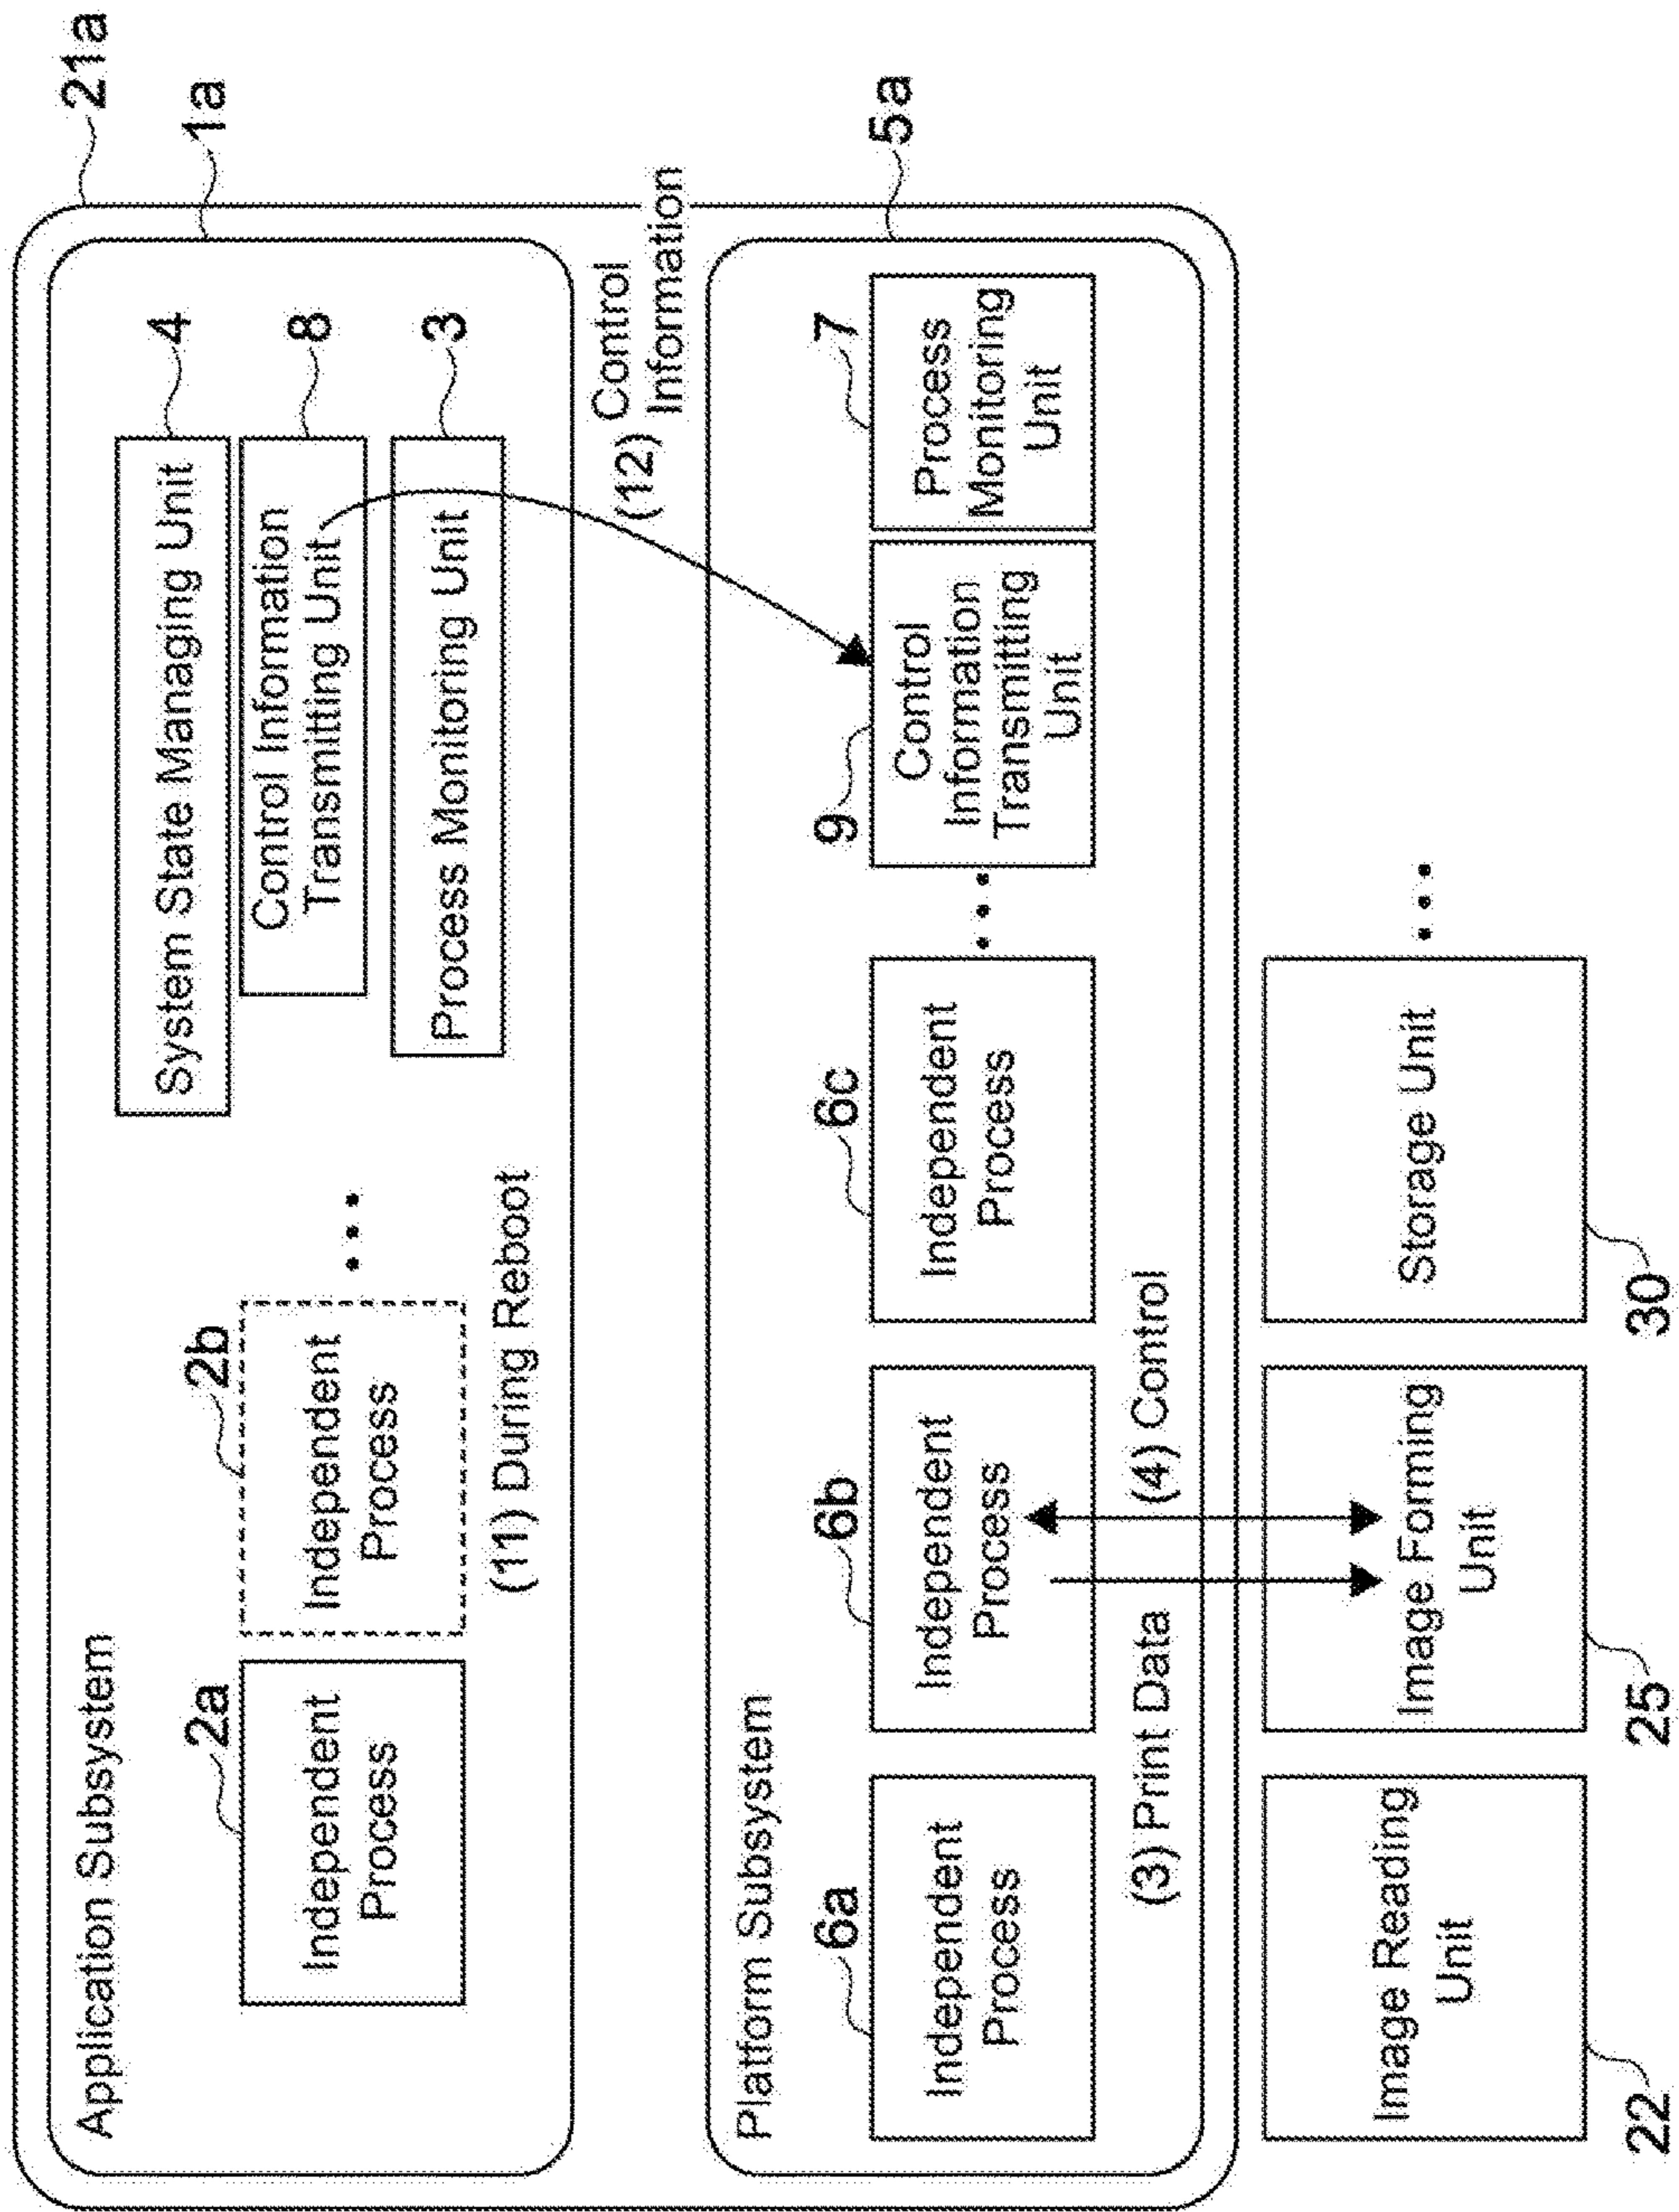 21a
1a
Application Subsystem
2a
Independent
Process
2b
Independent
Process
(11) During Reboot
System State Managing Unit
4
Control Information
Transmitting Unit
8
Process Monitoring Unit
3
(12) Control
Information
5a
Platform Subsystem
6a
Independent
Process
6b
Independent
Process
6c
Independent
Process
9
Control
Information
Transmitting
Unit
7
Process
Monitoring
Unit
(3) Print Data
(4) Control
Image Reading
Unit
22
Image Forming
Unit
25
Storage Unit
30